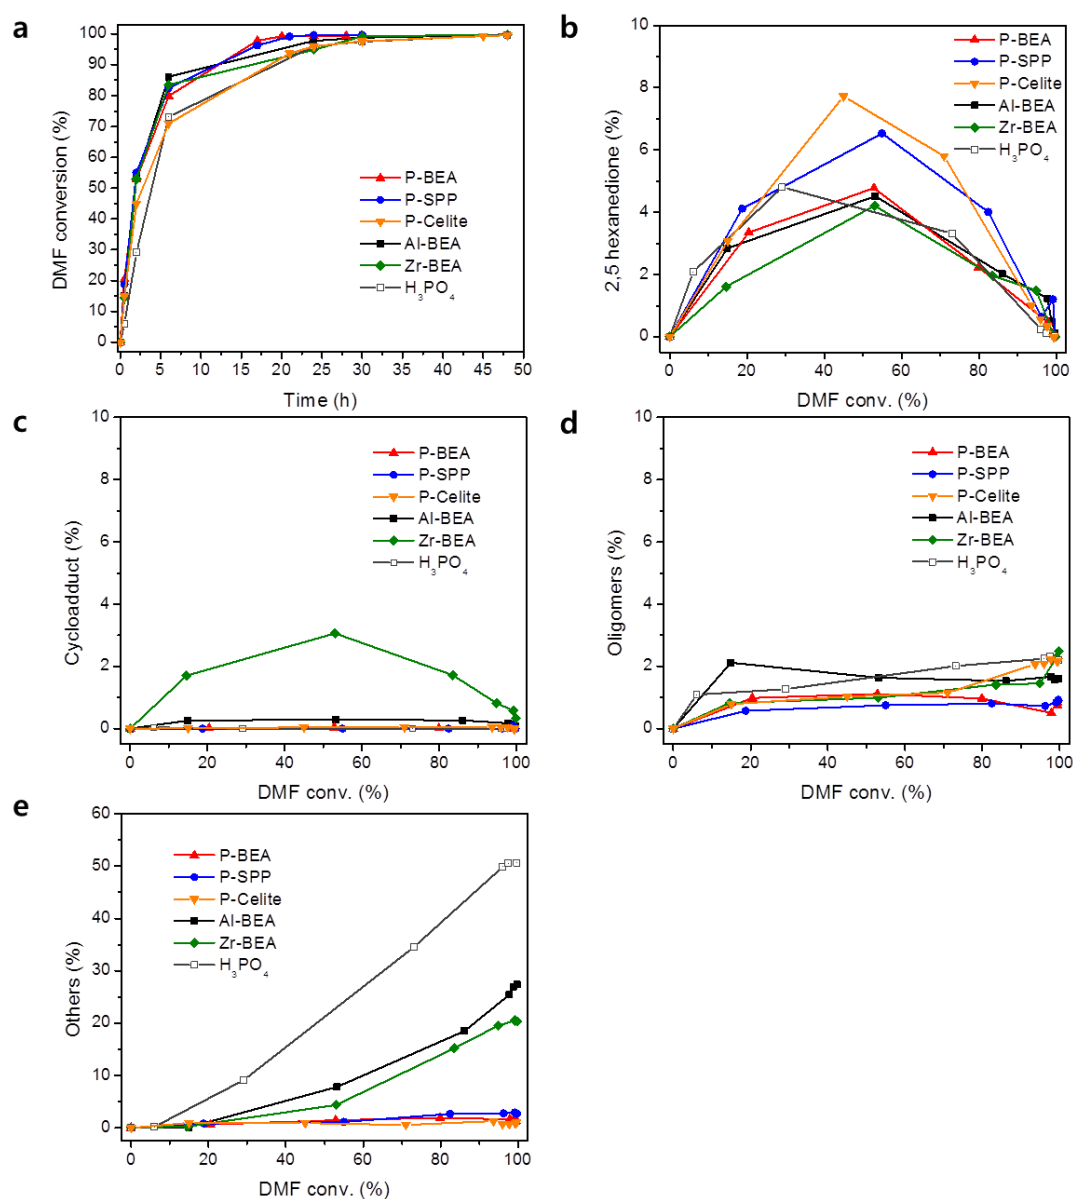 a
100
90
80
70
60
50
40
30
20
10
0
DMF conversion (%)
P-BEA
P-SPP
P-Celite
Al-BEA
Zr-BEA
H₃PO₄
0 5 10 15 20 25 30 35 40 45 50
Time (h)
b
10
8
6
4
2
0
2,5 hexanedione (%)
P-BEA
P-SPP
P-Celite
Al-BEA
Zr-BEA
H₃PO₄
0 20 40 60 80 100
DMF conv. (%)
c
10
8
6
4
2
0
Cycloadduct (%)
P-BEA
P-SPP
P-Celite
Al-BEA
Zr-BEA
H₃PO₄
0 20 40 60 80 100
DMF conv. (%)
d
10
8
6
4
2
0
Oligomers (%)
P-BEA
P-SPP
P-Celite
Al-BEA
Zr-BEA
H₃PO₄
0 20 40 60 80 100
DMF conv. (%)
e
60
50
40
30
20
10
0
Others (%)
P-BEA
P-SPP
P-Celite
Al-BEA
Zr-BEA
H₃PO₄
0 20 40 60 80 100
DMF conv. (%)